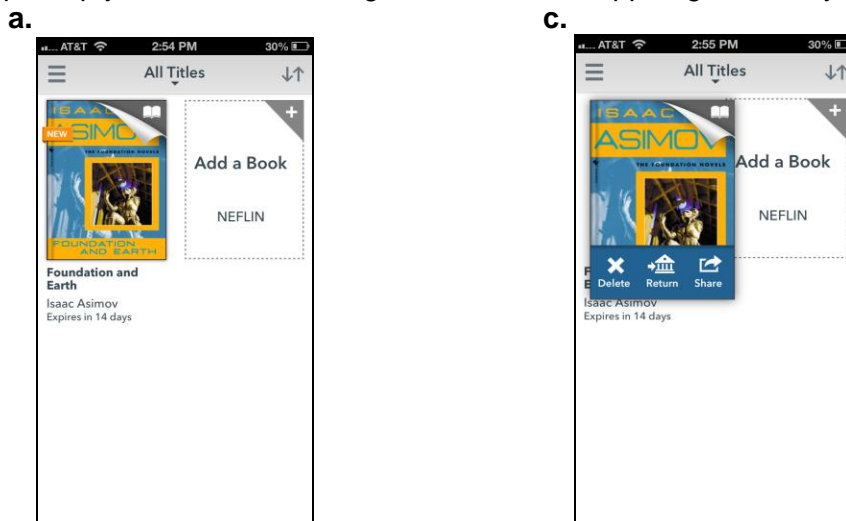 a.
AT&T 2:54 PM 30%
All Titles
ISAAC
ASIMOV
NEW
THE FOUNDATION NOVELS
FOUNDATION
AND EARTH
Add a Book
NEFLIN
Foundation and
Earth
Isaac Asimov
Expires in 14 days
c.
AT&T 2:55 PM 30%
All Titles
ISAAC
ASIMOV
THE FOUNDATION NOVELS
Add a Book
NEFLIN
Delete Return Share
F
E
Isaac Asimov
Expires in 14 days